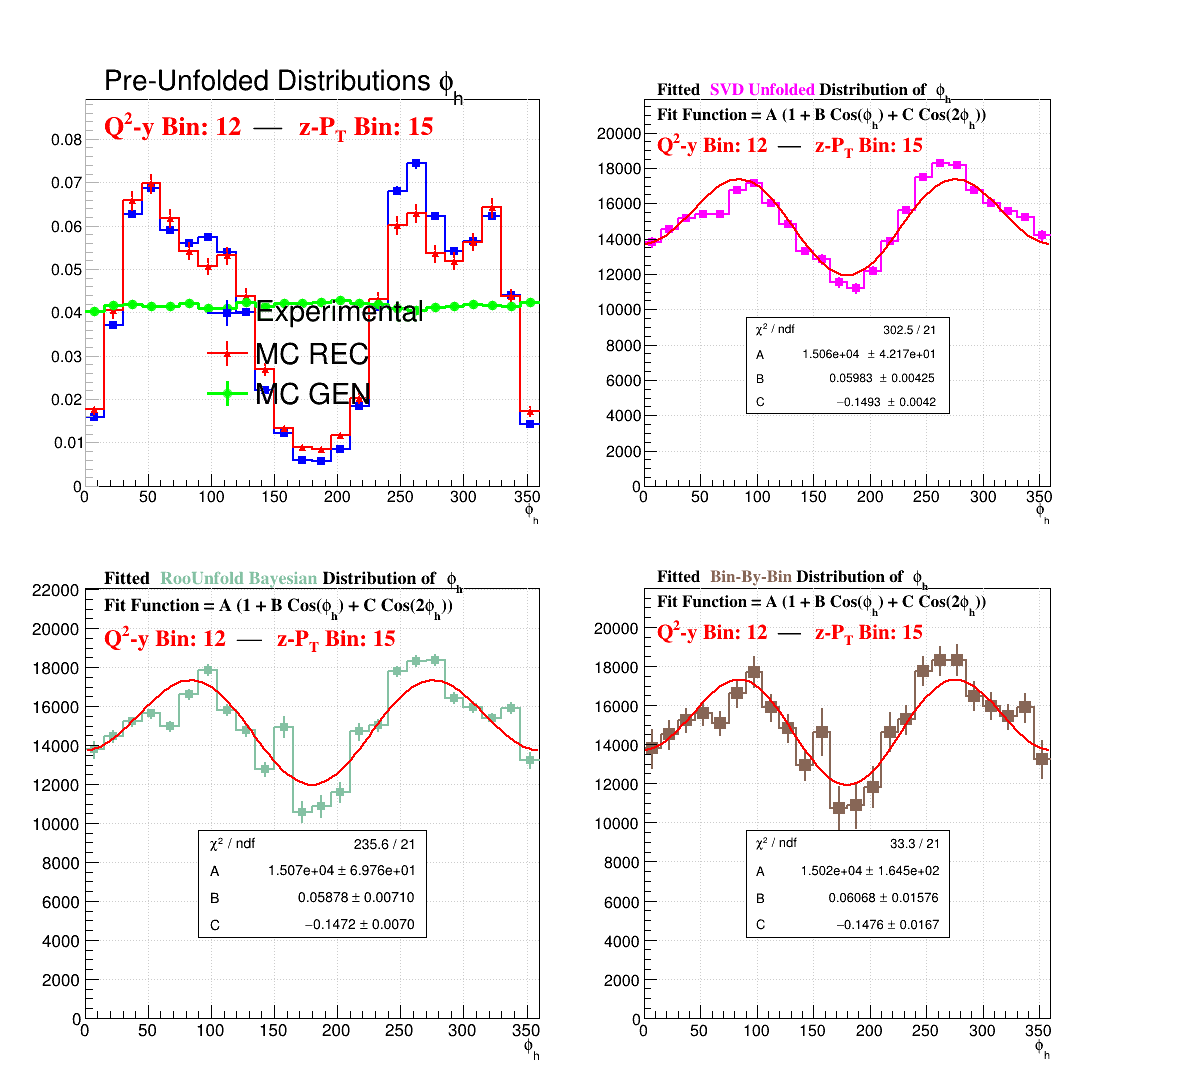 Pre-Unfolded Distributions ϕh
Q²-y Bin: 12 — z-PT Bin: 15
0.08
0.07
0.06
0.05
0.04
0.03
0.02
0.01
0
Experimental
MC REC
MC GEN
0 50 100 150 200 250 300 350
ϕh
Fitted SVD Unfolded Distribution of ϕh
Fit Function = A (1 + B Cos(ϕh) + C Cos(2ϕh))
Q²-y Bin: 12 — z-PT Bin: 15
20000
18000
16000
14000
12000
10000
8000
6000
4000
2000
0
χ² / ndf 302.5 / 21
A 1.506e+04 ± 4.217e+01
B 0.05983 ± 0.00425
C −0.1493 ± 0.0042
0 50 100 150 200 250 300 350
ϕh
Fitted RooUnfold Bayesian Distribution of ϕh
Fit Function = A (1 + B Cos(ϕh) + C Cos(2ϕh))
Q²-y Bin: 12 — z-PT Bin: 15
22000
20000
18000
16000
14000
12000
10000
8000
6000
4000
2000
0
χ² / ndf 235.6 / 21
A 1.507e+04 ± 6.976e+01
B 0.05878 ± 0.00710
C −0.1472 ± 0.0070
0 50 100 150 200 250 300 350
ϕh
Fitted Bin-By-Bin Distribution of ϕh
Fit Function = A (1 + B Cos(ϕh) + C Cos(2ϕh))
Q²-y Bin: 12 — z-PT Bin: 15
20000
18000
16000
14000
12000
10000
8000
6000
4000
2000
0
χ² / ndf 33.3 / 21
A 1.502e+04 ± 1.645e+02
B 0.06068 ± 0.01576
C −0.1476 ± 0.0167
0 50 100 150 200 250 300 350
ϕh